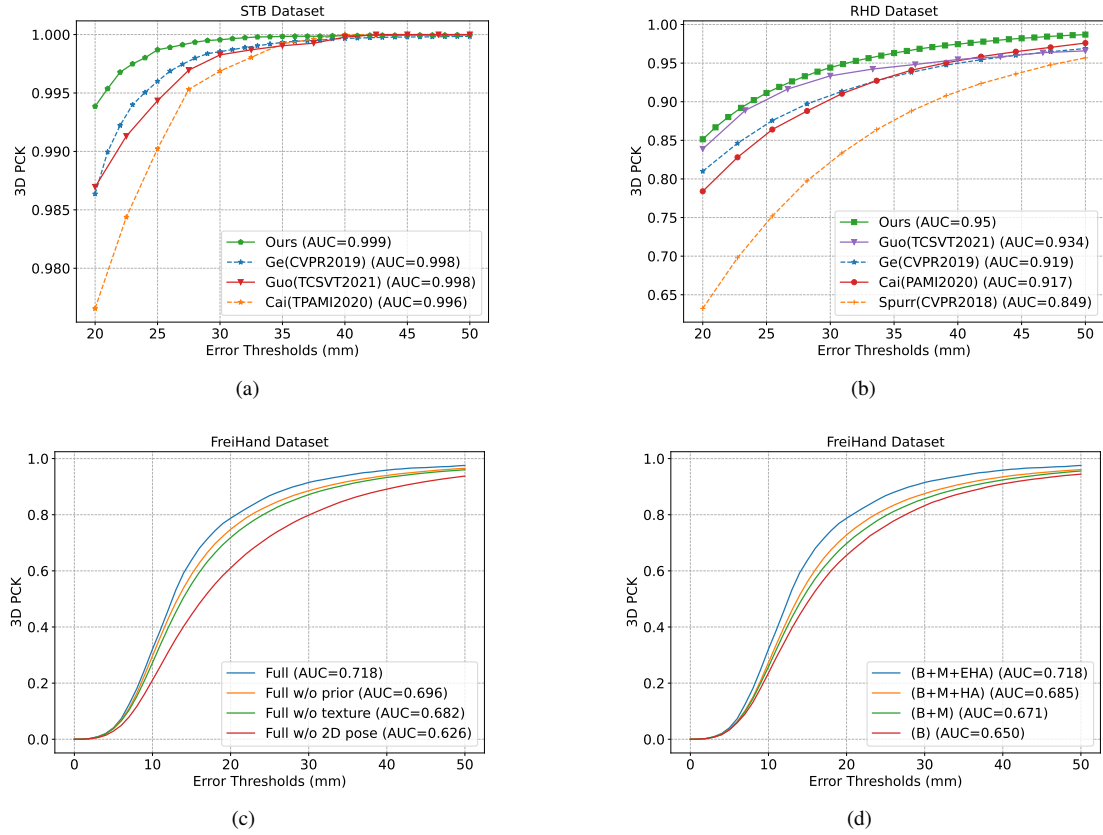 STB Dataset
1.000
0.995
0.990
0.985
0.980
3D PCK
Ours (AUC=0.999)
Ge(CVPR2019) (AUC=0.998)
Guo(TCSVT2021) (AUC=0.998)
Cai(TPAMI2020) (AUC=0.996)
20 25 30 35 40 45 50
Error Thresholds (mm)
(a)
RHD Dataset
1.00
0.95
0.90
0.85
0.80
0.75
0.70
0.65
3D PCK
Ours (AUC=0.95)
Guo(TCSVT2021) (AUC=0.934)
Ge(CVPR2019) (AUC=0.919)
Cai(PAMI2020) (AUC=0.917)
Spurr(CVPR2018) (AUC=0.849)
20 25 30 35 40 45 50
Error Thresholds (mm)
(b)
FreiHand Dataset
1.0
0.8
0.6
0.4
0.2
0.0
3D PCK
Full (AUC=0.718)
Full w/o prior (AUC=0.696)
Full w/o texture (AUC=0.682)
Full w/o 2D pose (AUC=0.626)
0 10 20 30 40 50
Error Thresholds (mm)
(c)
FreiHand Dataset
1.0
0.8
0.6
0.4
0.2
0.0
3D PCK
(B+M+EHA) (AUC=0.718)
(B+M+HA) (AUC=0.685)
(B+M) (AUC=0.671)
(B) (AUC=0.650)
0 10 20 30 40 50
Error Thresholds (mm)
(d)